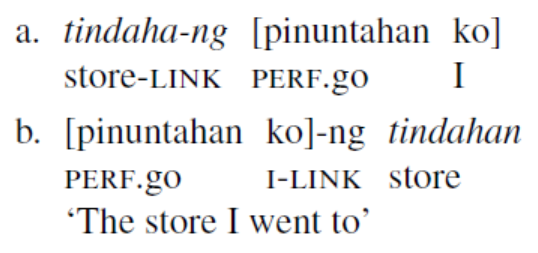 a. tindaha-ng [pinuntahan ko]
store-LINK PERF.go I
b. [pinuntahan ko]-ng tindahan
PERF.go I-LINK store
‘The store I went to’